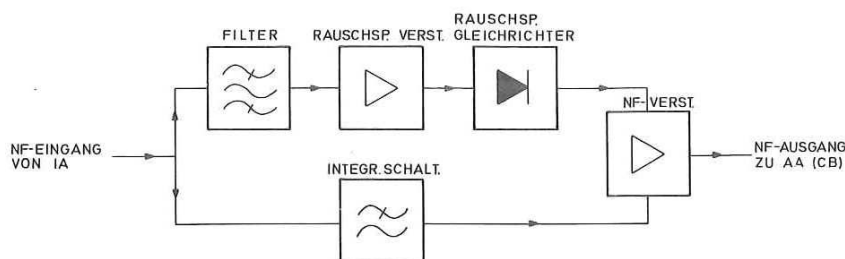 FILTER
RAUSCHSP. VERST.
RAUSCHSP.
GLEICHRICHTER
NF-VERST.
NF-EINGANG
VON IA
NF-AUSGANG
ZU AA (CB)
INTEGR. SCHALT.